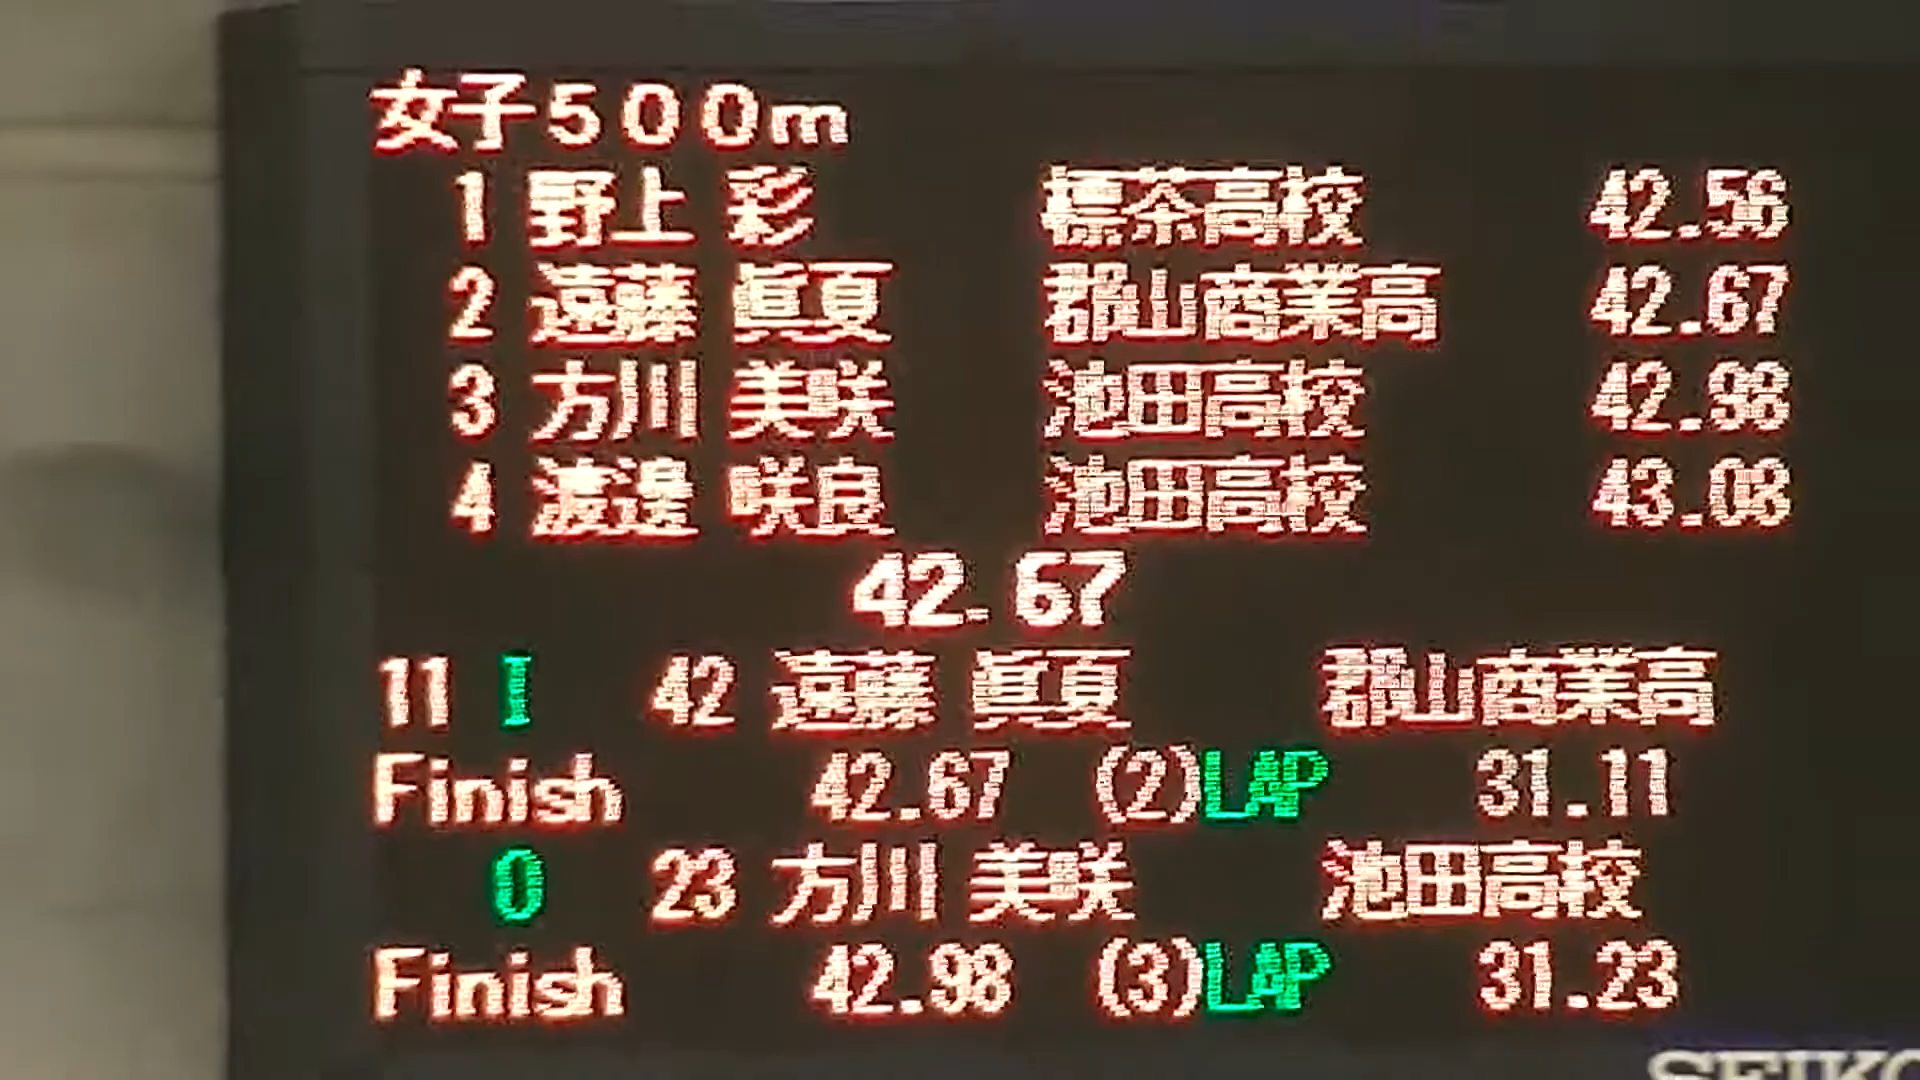 女子500m
1 野上 彩 標茶高校 42.56
2 遠藤 眞夏 郡山商業高 42.67
3 方川 美咲 池田高校 42.98
4 渡邉 咲良 池田高校 43.08
42.67
11 I 42 遠藤 眞夏 郡山商業高
Finish 42.67 (2)LAP 31.11
O 23 方川 美咲 池田高校
Finish 42.98 (3)LAP 31.23
SEIKO